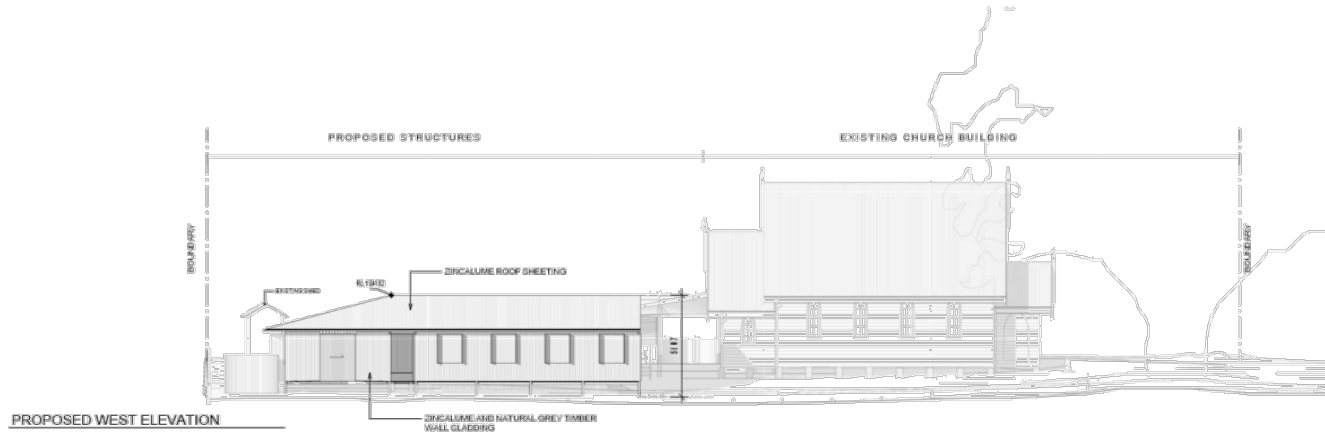 PROPOSED STRUCTURES
EXISTING CHURCH BUILDING
BOUNDARY
BOUNDARY
ZINCALUME ROOF SHEETING
EXISTING SHED
5187
ZINCALUME AND NATURAL GREY TIMBER
WALL CLADDING
PROPOSED WEST ELEVATION